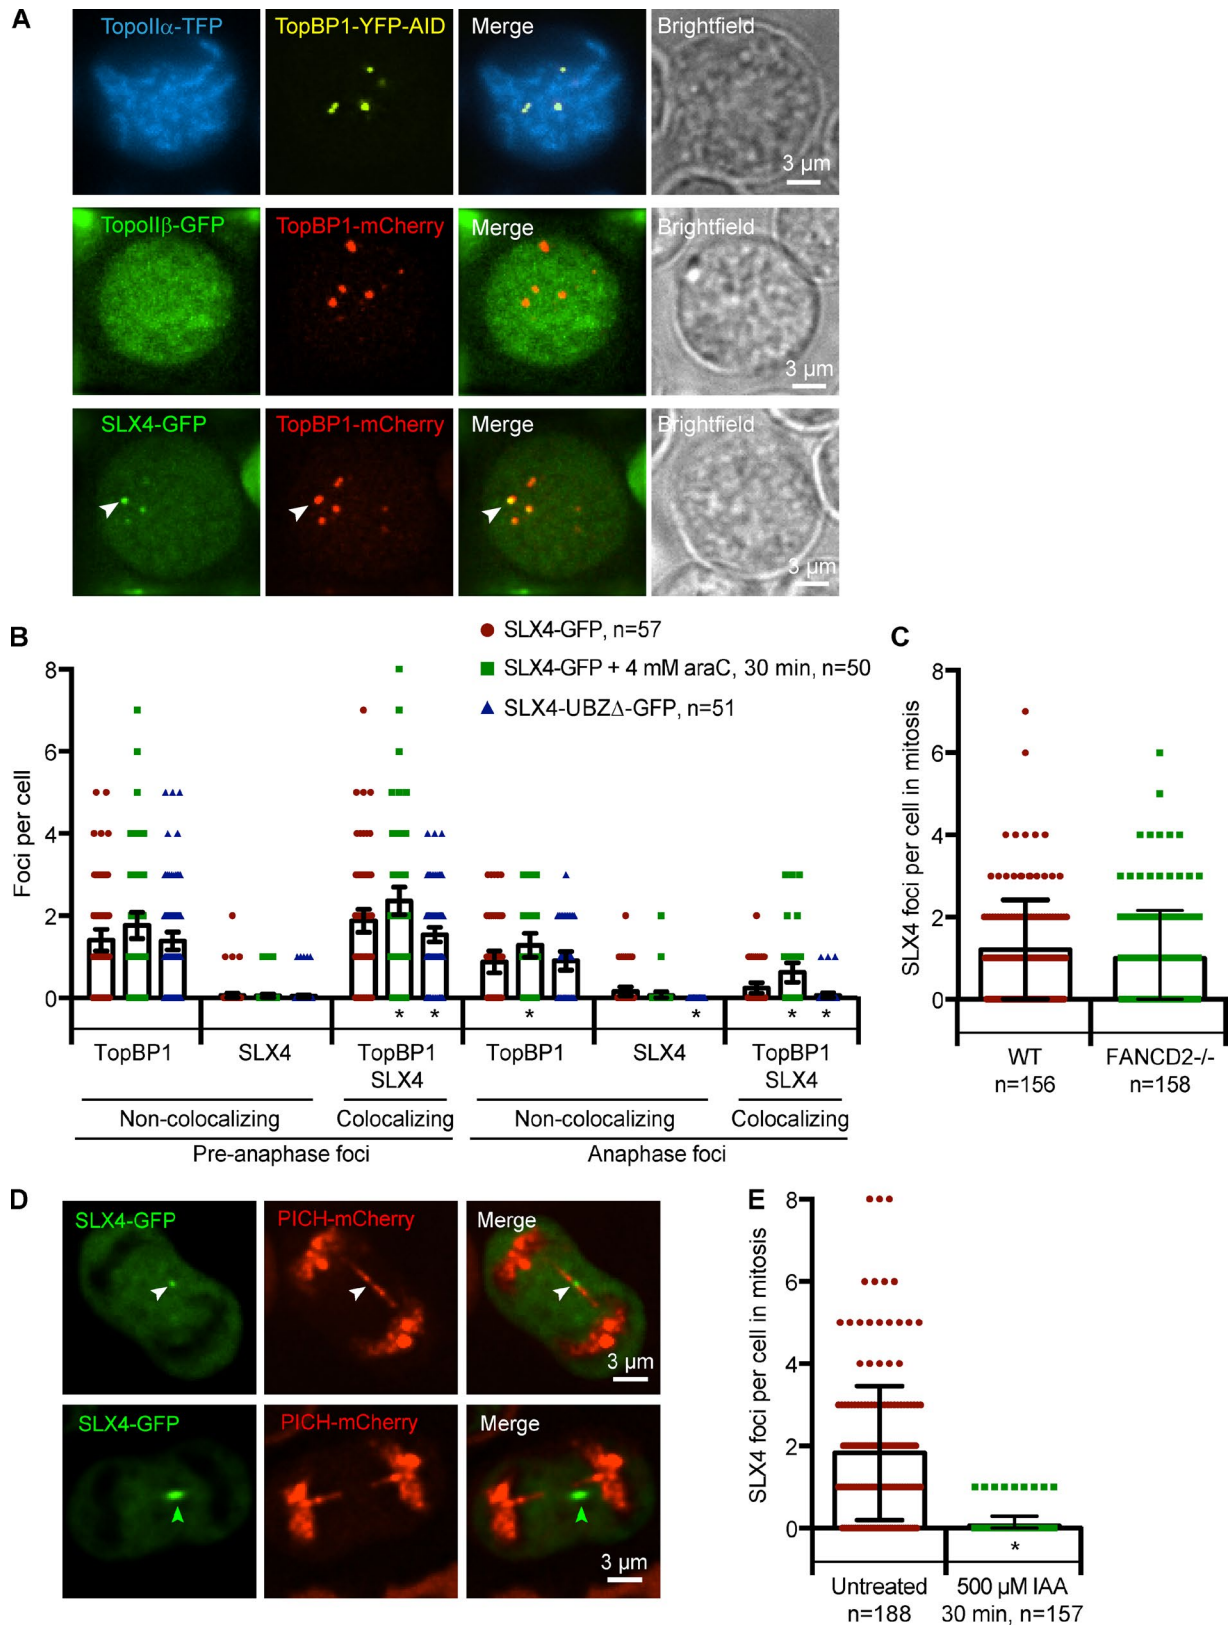 A
TopoIIα-TFP
TopBP1-YFP-AID
Merge
Brightfield
3 µm
TopoIIβ-GFP
TopBP1-mCherry
Merge
Brightfield
3 µm
SLX4-GFP
TopBP1-mCherry
Merge
Brightfield
3 µm
B
SLX4-GFP, n=57
SLX4-GFP + 4 mM araC, 30 min, n=50
SLX4-UBZΔ-GFP, n=51
Foci per cell
8
6
4
2
0
* * * * * *
TopBP1 SLX4 TopBP1 TopBP1 SLX4 TopBP1
SLX4 SLX4
Non-colocalizing Colocalizing Non-colocalizing Colocalizing
Pre-anaphase foci Anaphase foci
C
SLX4 foci per cell in mitosis
8
6
4
2
0
WT FANCD2-/-
n=156 n=158
D
SLX4-GFP
PICH-mCherry
Merge
3 µm
SLX4-GFP
PICH-mCherry
Merge
3 µm
E
SLX4 foci per cell in mitosis
8
6
4
2
0
*
Untreated 500 µM IAA
n=188 30 min, n=157